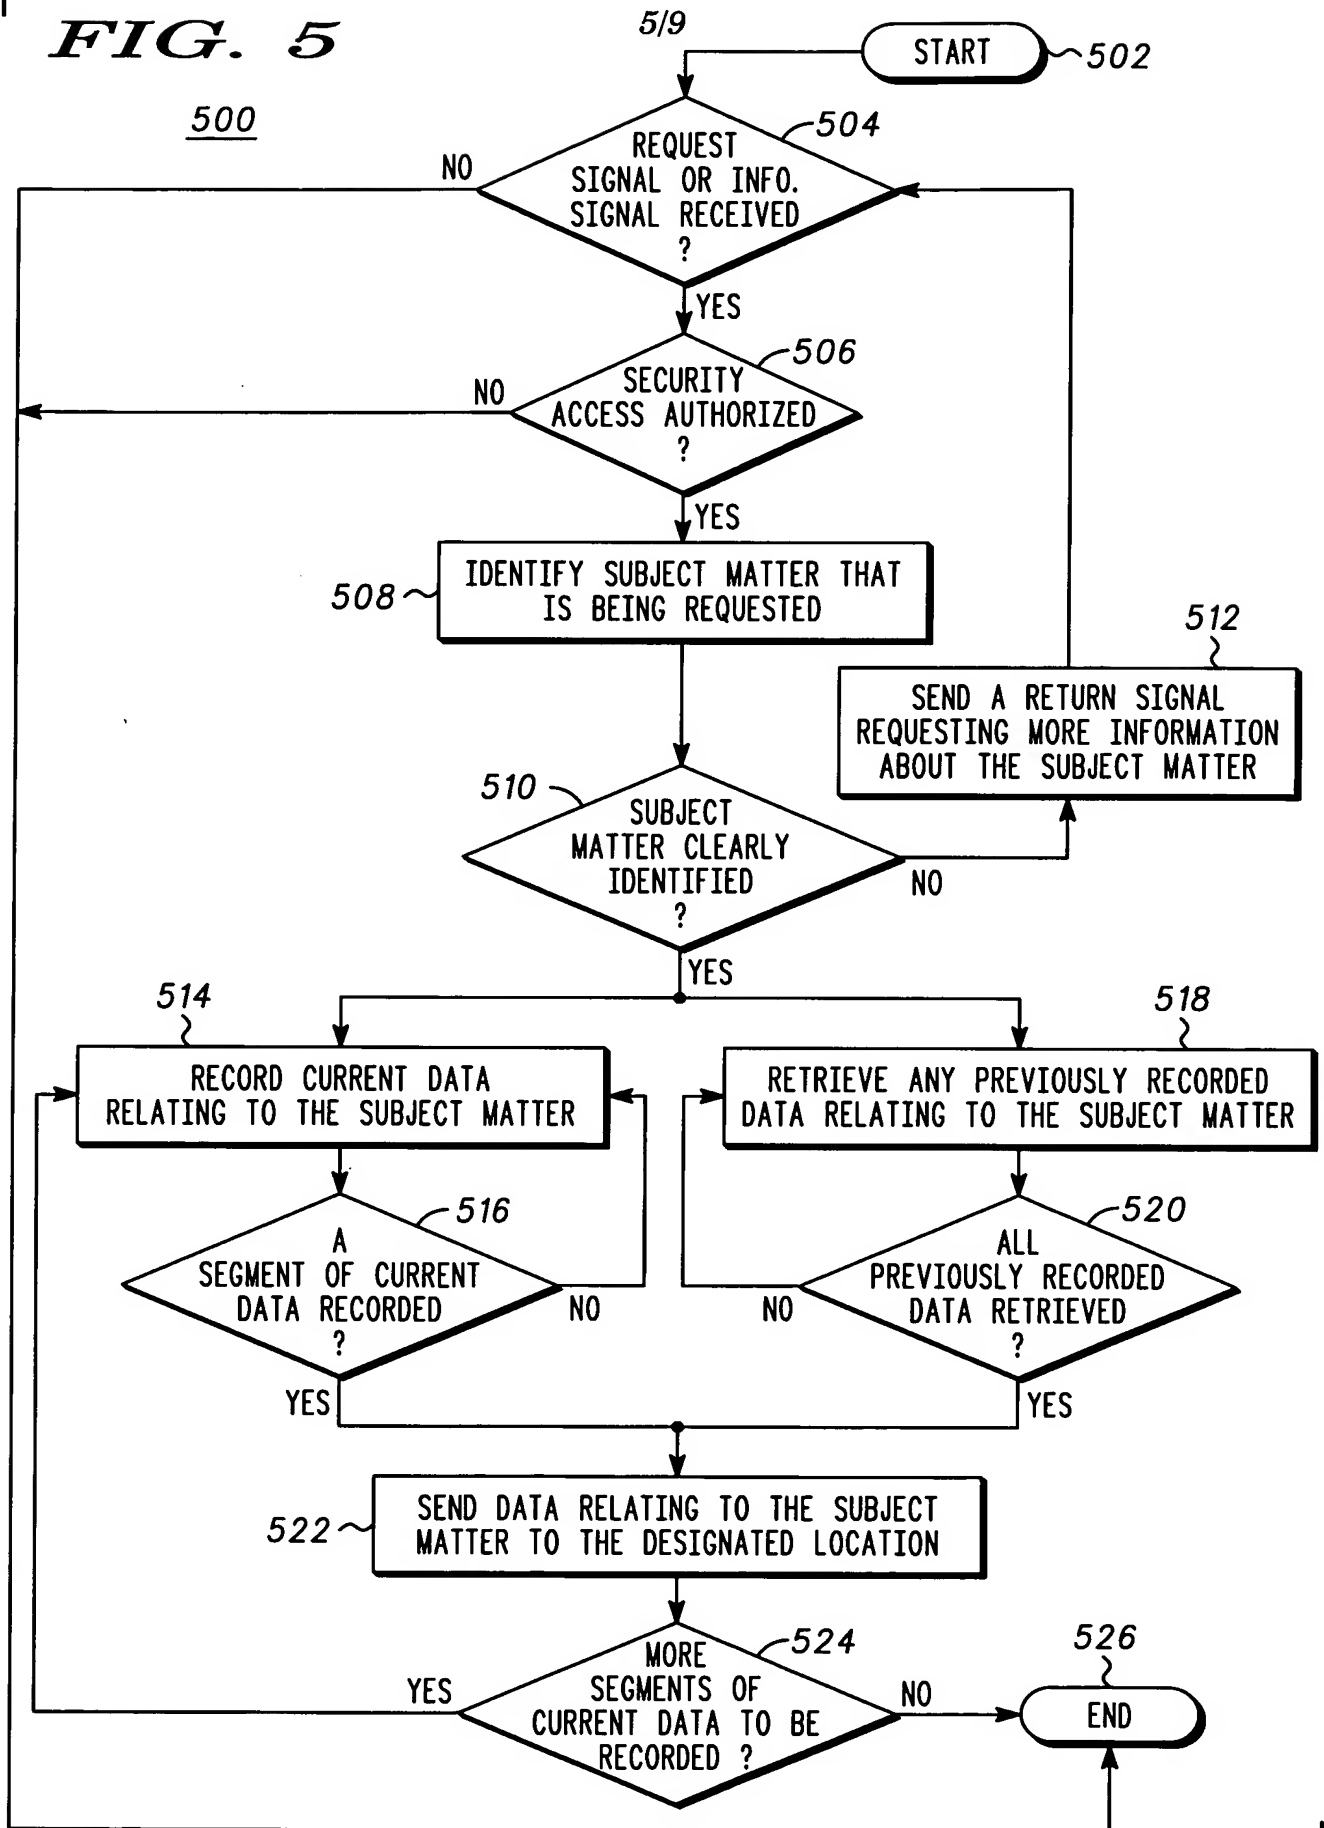 FIG. 5
5/9
START
502
500
504
REQUEST
SIGNAL OR INFO.
SIGNAL RECEIVED
?
NO
YES
506
SECURITY
ACCESS AUTHORIZED
?
NO
YES
508
IDENTIFY SUBJECT MATTER THAT
IS BEING REQUESTED
512
SEND A RETURN SIGNAL
REQUESTING MORE INFORMATION
ABOUT THE SUBJECT MATTER
510
SUBJECT
MATTER CLEARLY
IDENTIFIED
?
NO
YES
514
RECORD CURRENT DATA
RELATING TO THE SUBJECT MATTER
518
RETRIEVE ANY PREVIOUSLY RECORDED
DATA RELATING TO THE SUBJECT MATTER
516
A
SEGMENT OF CURRENT
DATA RECORDED
?
NO
YES
520
ALL
PREVIOUSLY RECORDED
DATA RETRIEVED
?
NO
YES
522
SEND DATA RELATING TO THE SUBJECT
MATTER TO THE DESIGNATED LOCATION
524
MORE
SEGMENTS OF
CURRENT DATA TO BE
RECORDED ?
YES
NO
526
END